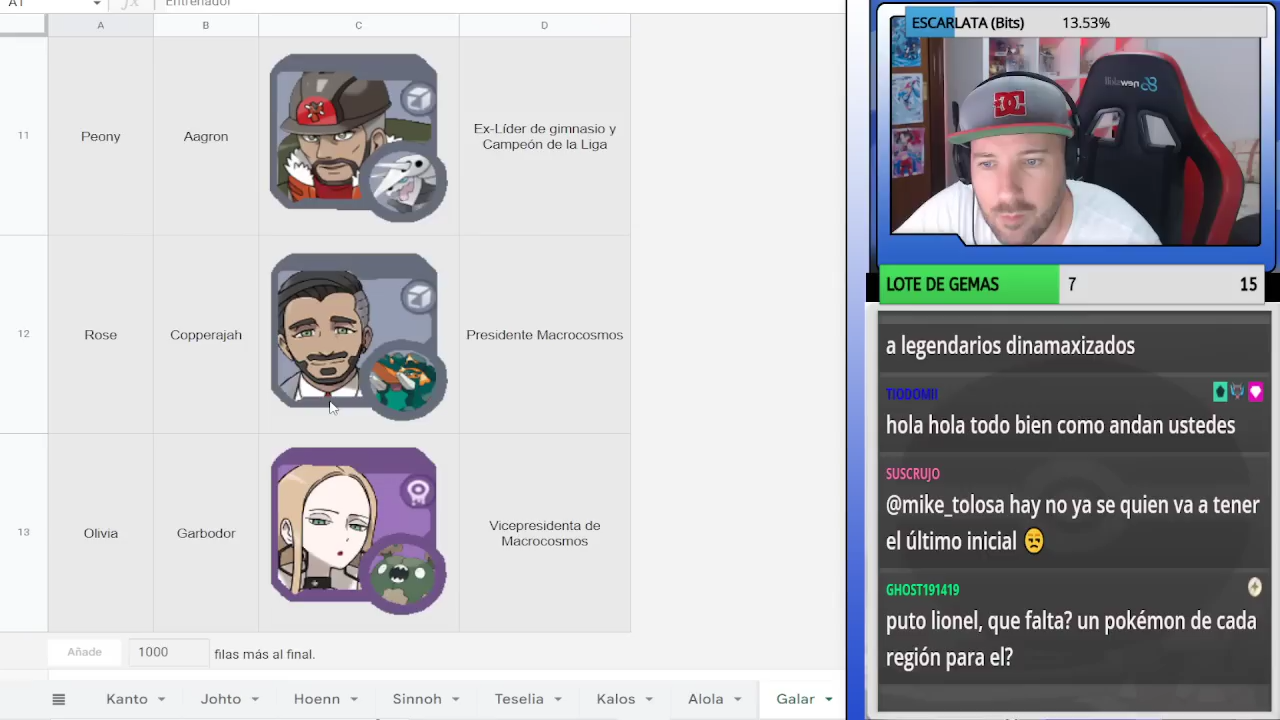 A1
Entrenador
A
B
C
D
11
Peony
Aagron
Ex-Líder de gimnasio y
Campeón de la Liga
12
Rose
Copperajah
Presidente Macrocosmos
13
Olivia
Garbodor
Vicepresidenta de
Macrocosmos
Añade
1000
filas más al final.
Kanto
Johto
Hoenn
Sinnoh
Teselia
Kalos
Alola
Galar
ESCARLATA (Bits)
13.53%
DC
LOTE DE GEMAS
7
15
a legendarios dinamaxizados
TIODOMII
hola hola todo bien como andan ustedes
SUSCRUJO
@mike_tolosa hay no ya se quien va a tener
el último inicial
GHOST191419
puto lionel, que falta? un pokémon de cada
región para el?